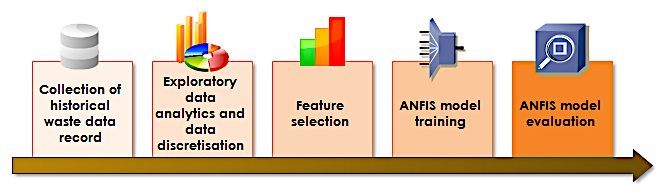 Collection of
historical
waste data
record
Exploratory
data
analytics and
data
discretisation
Feature
selection
ANFIS model
training
ANFIS model
evaluation